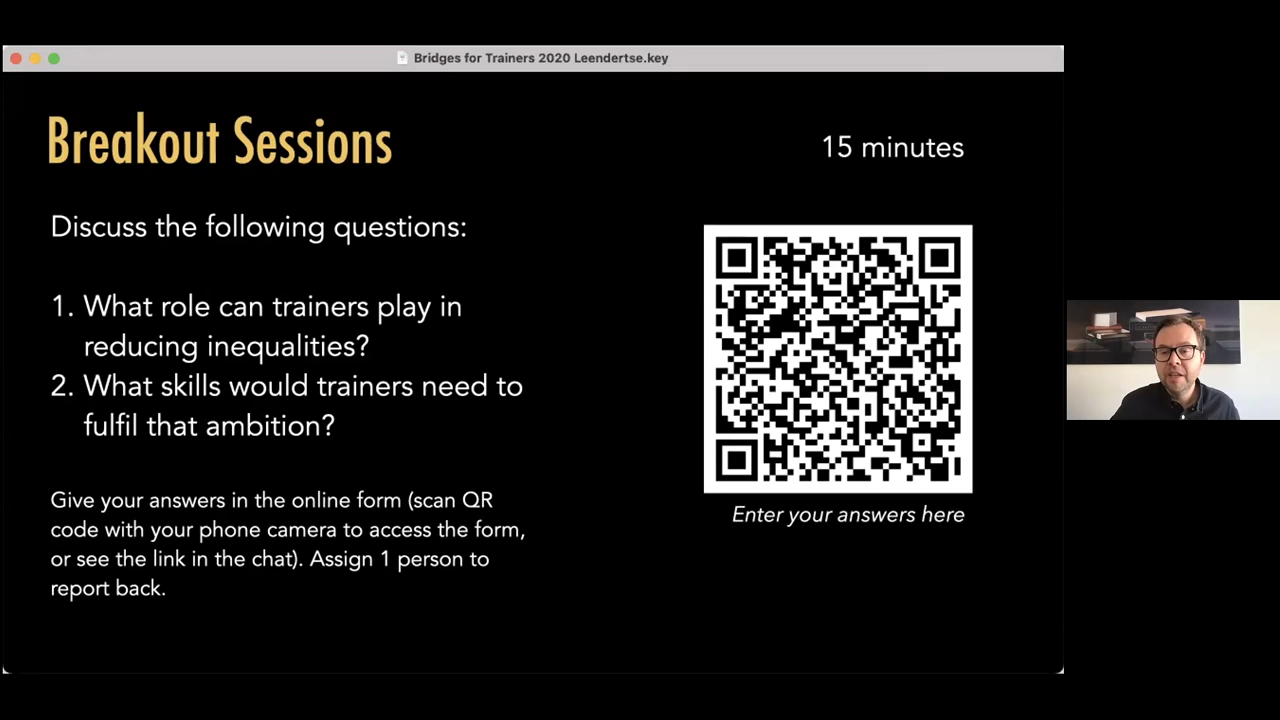 Bridges for Trainers 2020 Leendertse.key
Breakout Sessions
15 minutes
Discuss the following questions:
1. What role can trainers play in
reducing inequalities?
2. What skills would trainers need to
fulfil that ambition?
Give your answers in the online form (scan QR
code with your phone camera to access the form,
or see the link in the chat). Assign 1 person to
report back.
Enter your answers here